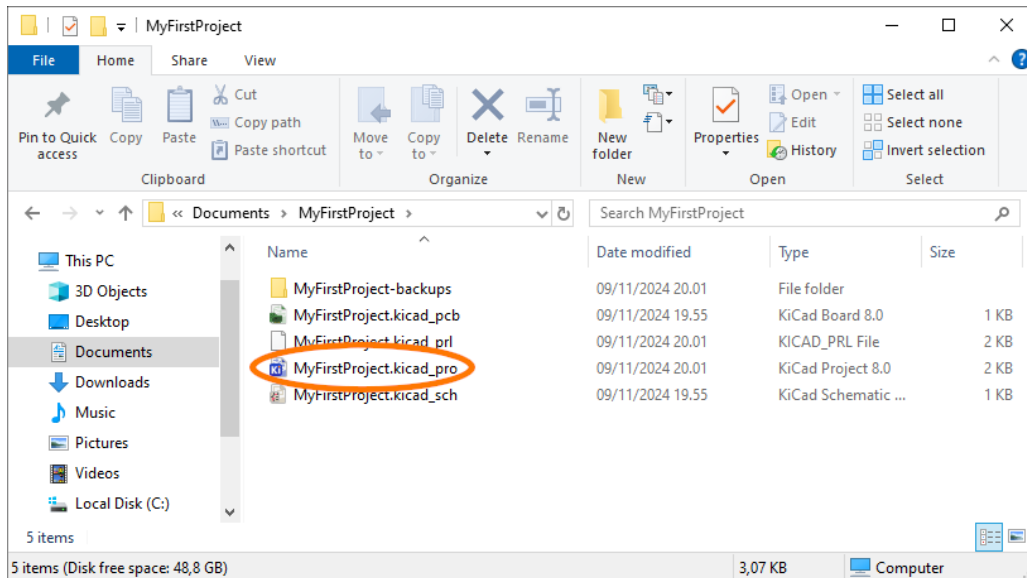 MyFirstProject
File Home Share View
Pin to Quick access
Copy
Paste
Cut
Copy path
Paste shortcut
Clipboard
Move to
Copy to
Delete
Rename
Organize
New folder
New
Properties
Open
Edit
History
Open
Select all
Select none
Invert selection
Select
« Documents › MyFirstProject ›
Search MyFirstProject
This PC
3D Objects
Desktop
Documents
Downloads
Music
Pictures
Videos
Local Disk (C:)
Name Date modified Type Size
MyFirstProject-backups 09/11/2024 20.01 File folder
MyFirstProject.kicad_pcb 09/11/2024 19.55 KiCad Board 8.0 1 KB
MyFirstProject.kicad_prl 09/11/2024 20.01 KICAD_PRL File 2 KB
MyFirstProject.kicad_pro 09/11/2024 20.01 KiCad Project 8.0 2 KB
MyFirstProject.kicad_sch 09/11/2024 19.55 KiCad Schematic ... 1 KB
5 items
5 items (Disk free space: 48,8 GB) 3,07 KB Computer